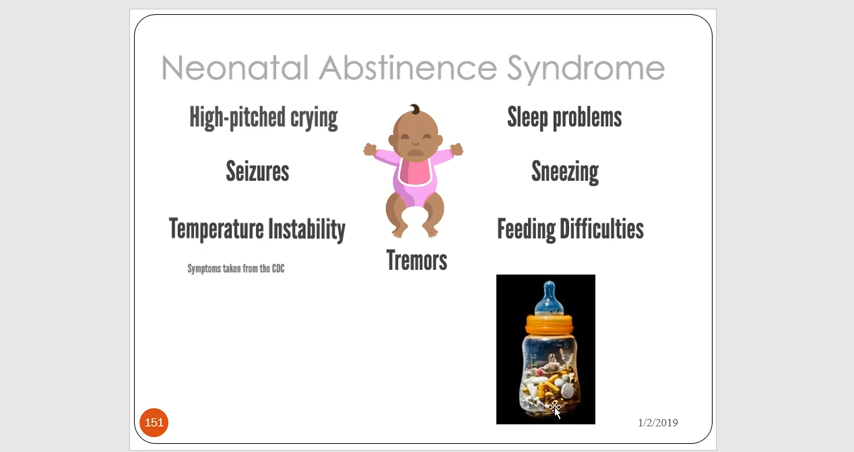 Neonatal Abstinence Syndrome
High-pitched crying
Sleep problems
Seizures
Sneezing
Temperature Instability
Feeding Difficulties
Tremors
Symptoms taken from the CDC
151
1/2/2019